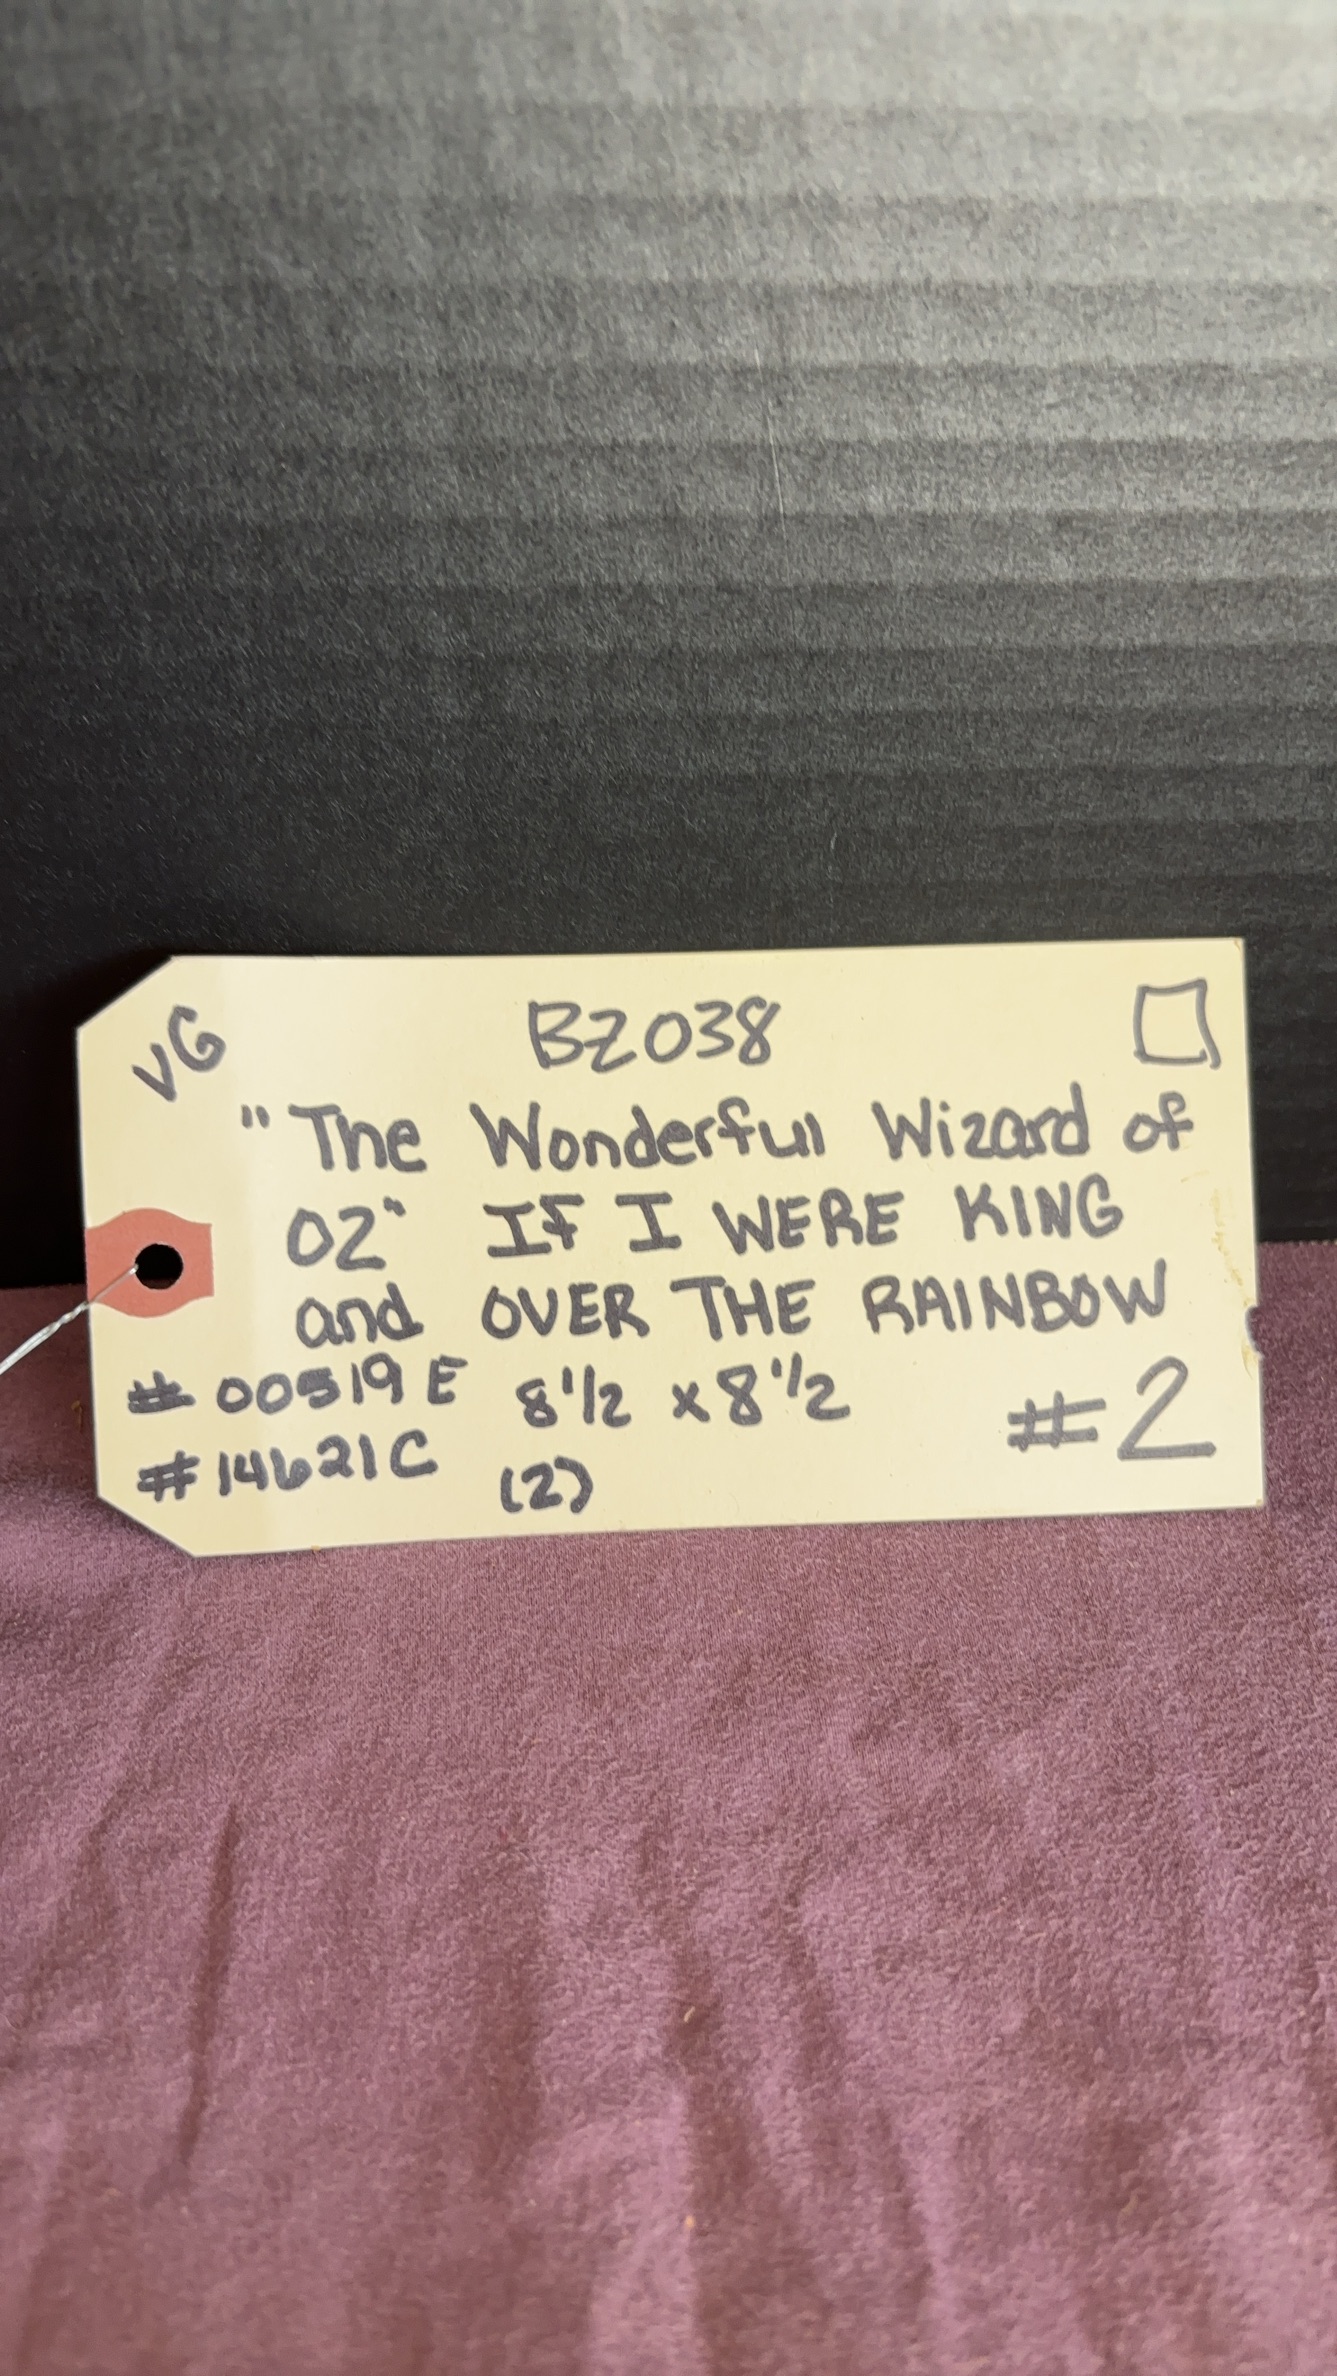 VG
BZ038
"The Wonderful Wizard of
OZ" IF I WERE KING
and OVER THE RAINBOW
#00519E 8 1/2 x 8 1/2
#14621C (2)
#2